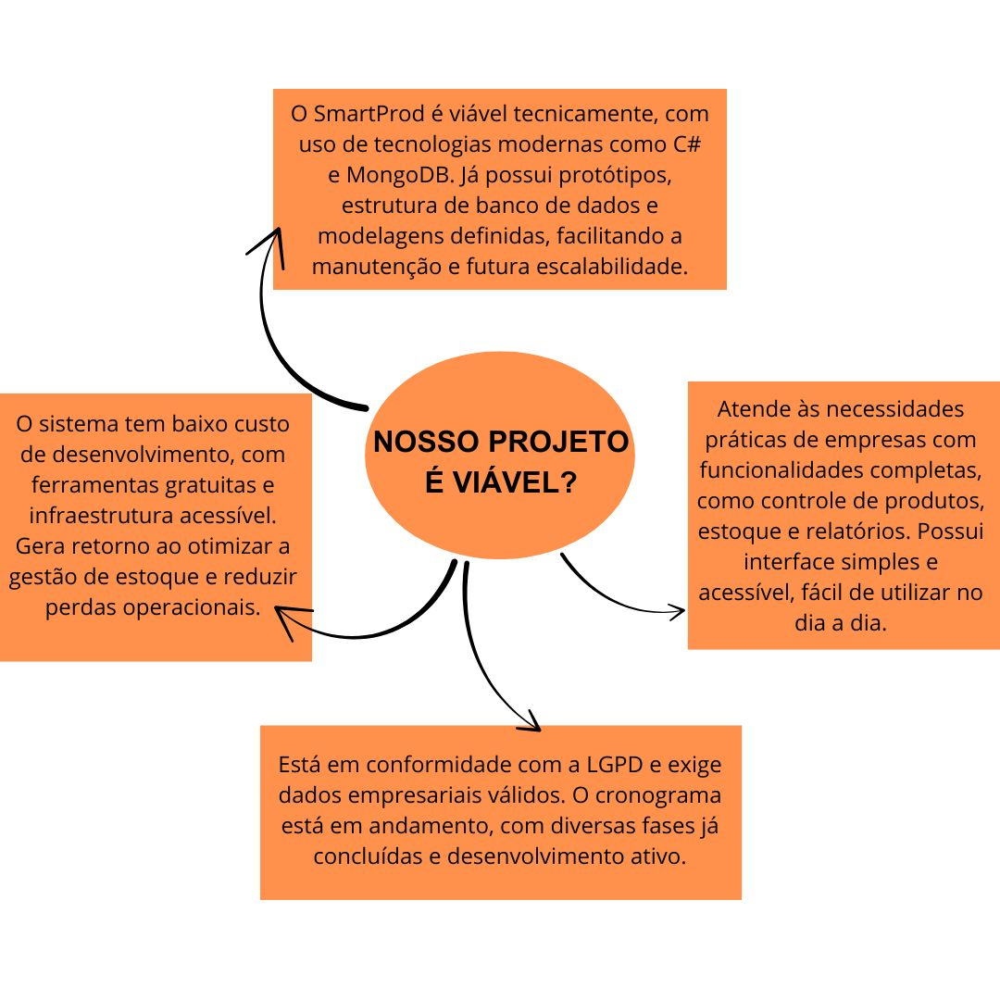 O SmartProd é viável tecnicamente, com
uso de tecnologias modernas como C#
e MongoDB. Já possui protótipos,
estrutura de banco de dados e
modelagens definidas, facilitando a
manutenção e futura escalabilidade.
NOSSO PROJETO
É VIÁVEL?
O sistema tem baixo custo
de desenvolvimento, com
ferramentas gratuitas e
infraestrutura acessível.
Gera retorno ao otimizar a
gestão de estoque e reduzir
perdas operacionais.
Atende às necessidades
práticas de empresas com
funcionalidades completas,
como controle de produtos,
estoque e relatórios. Possui
interface simples e
acessível, fácil de utilizar no
dia a dia.
Está em conformidade com a LGPD e exige
dados empresariais válidos. O cronograma
está em andamento, com diversas fases já
concluídas e desenvolvimento ativo.